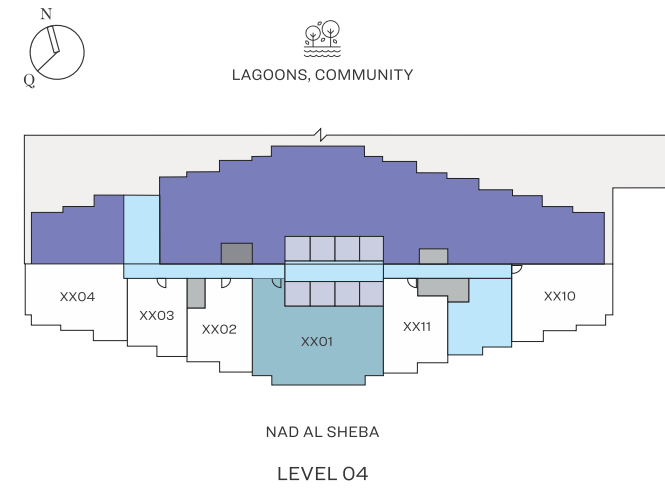 N
Q
LAGOONS, COMMUNITY
XX04
XX03
XX02
XX01
XX11
XX10
NAD AL SHEBA
LEVEL 04